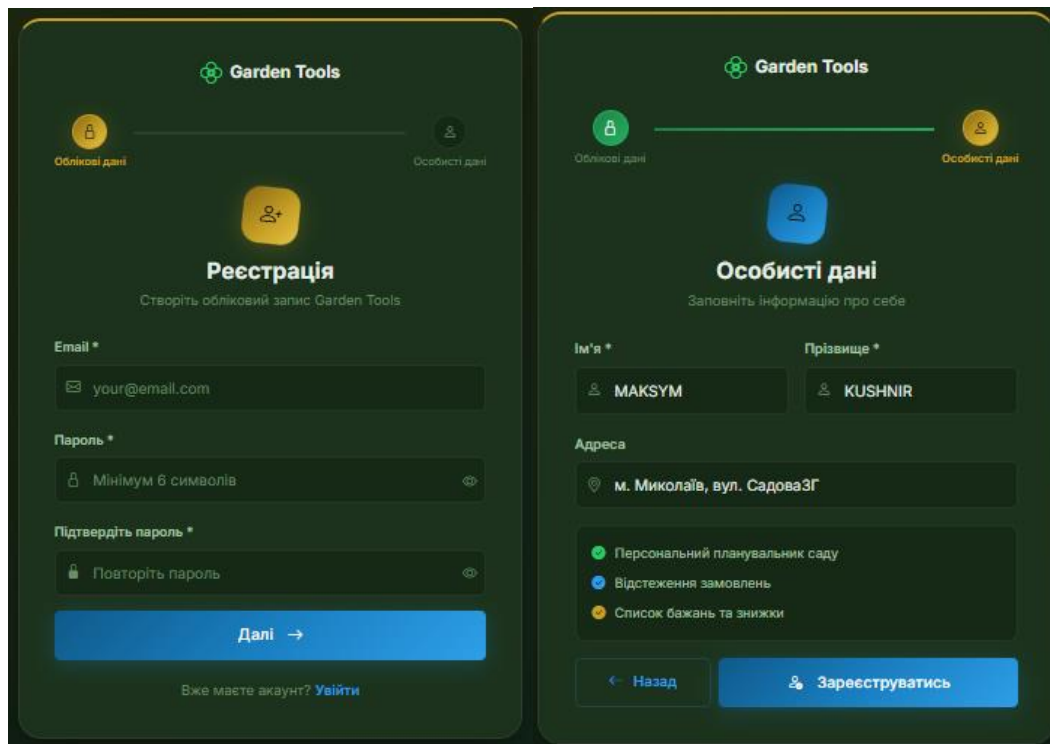 Garden Tools
Облікові дані
Особисті дані
Реєстрація
Створіть обліковий запис Garden Tools
Email *
your@email.com
Пароль *
Мінімум 6 символів
Підтвердіть пароль *
Повторіть пароль
Далі →
Вже маєте акаунт? Увійти
Garden Tools
Облікові дані
Особисті дані
Особисті дані
Заповніть інформацію про себе
Ім'я * Прізвище *
MAKSYM KUSHNIR
Адреса
м. Миколаїв, вул. Садова3Г
Персональний планувальник саду
Відстеження замовлень
Список бажань та знижки
← Назад Зареєструватись